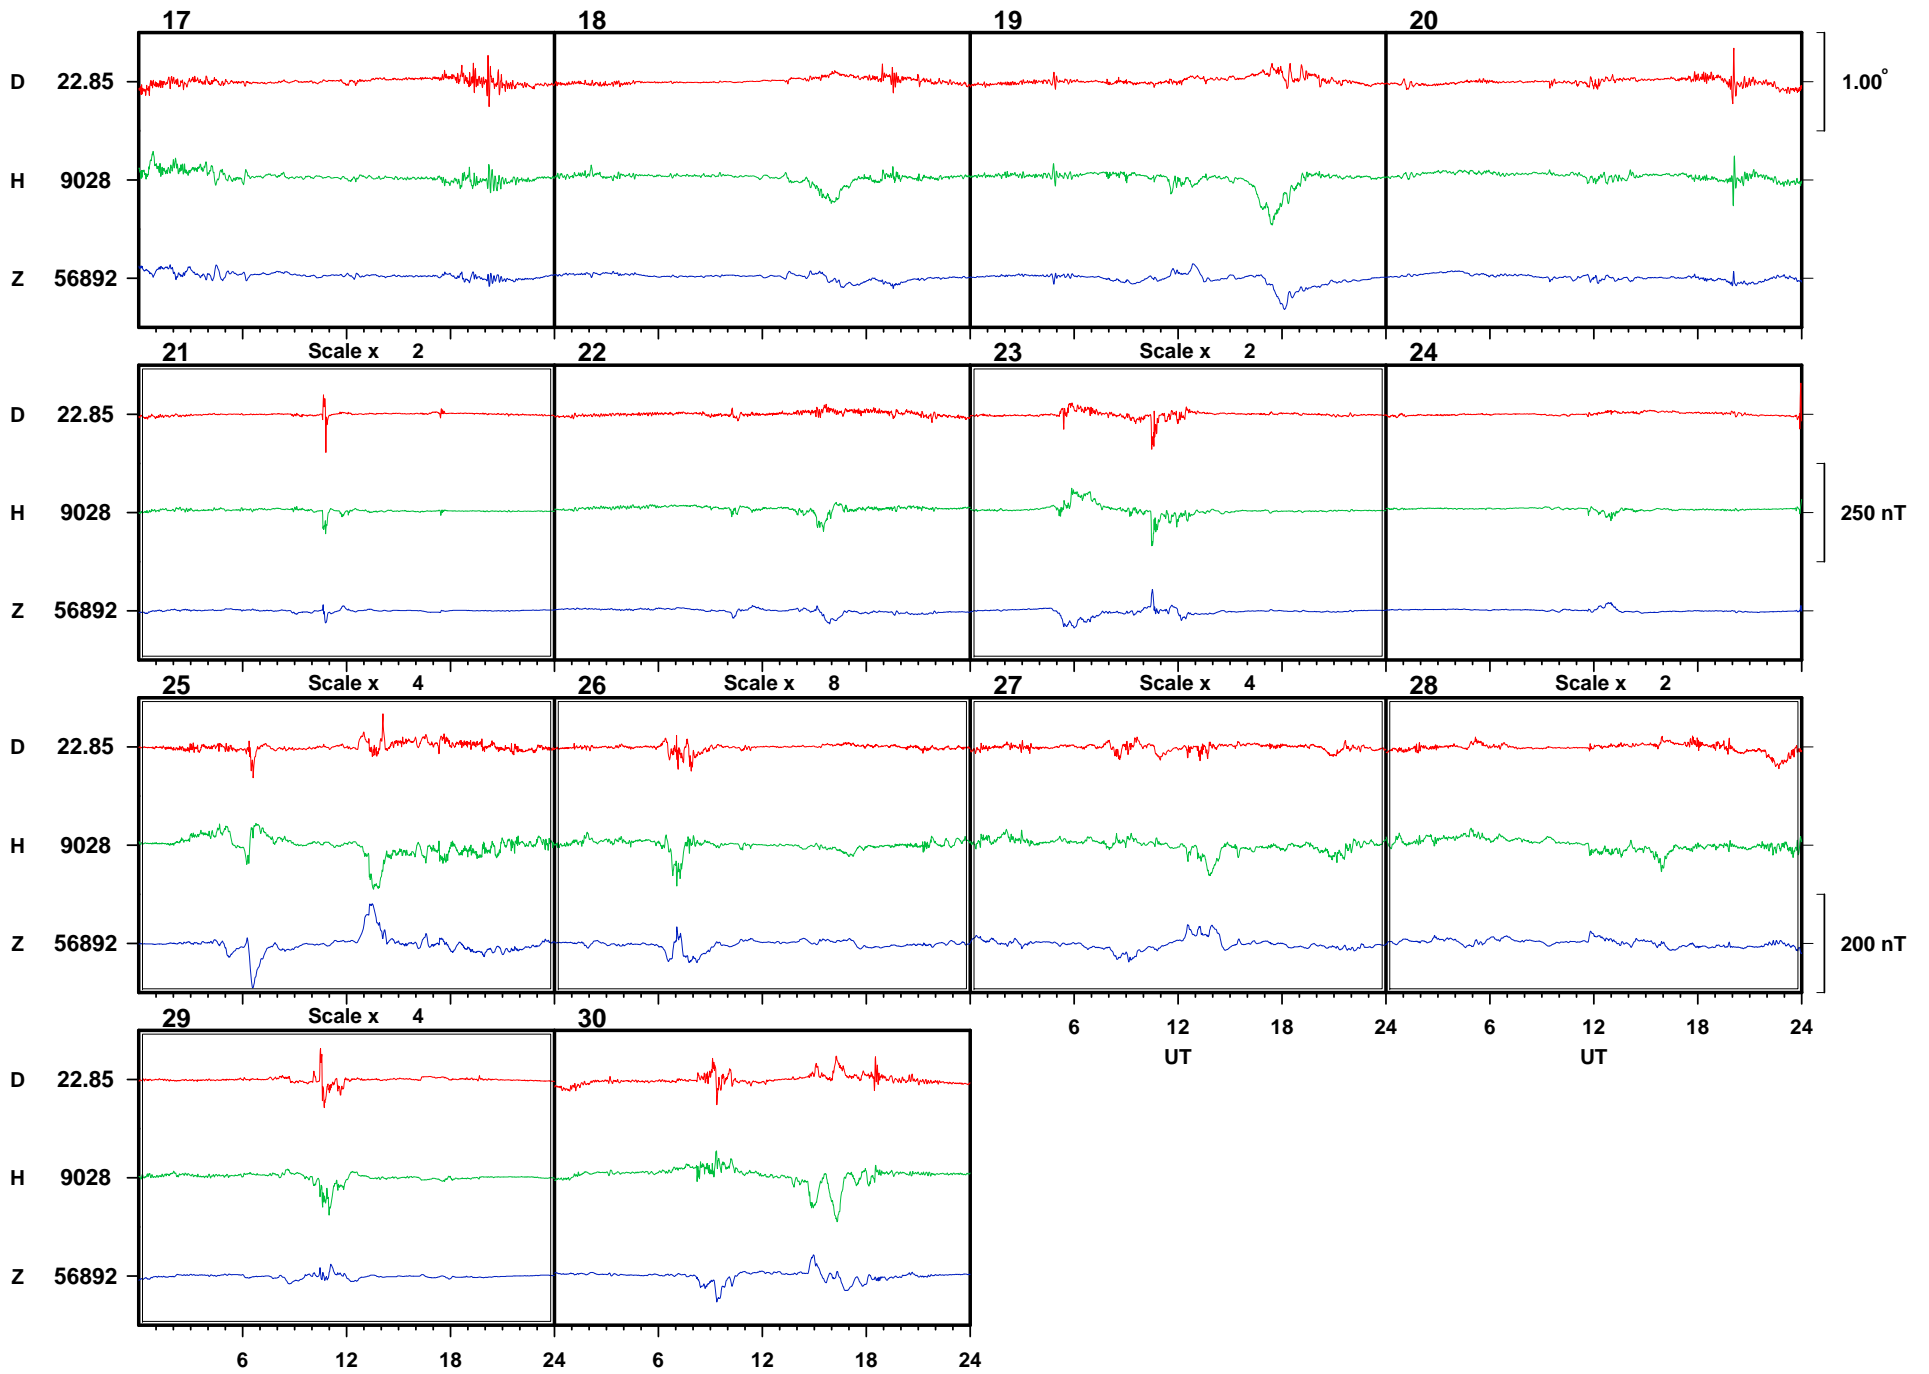 17 18 19 20
D 22.85 1.00°
H 9028
Z 56892
21 Scale x 2 22 23 Scale x 2 24
D 22.85
H 9028 250 nT
Z 56892
25 Scale x 4 26 Scale x 8 27 Scale x 4 28 Scale x 2
D 22.85
H 9028
Z 56892 200 nT
29 Scale x 4 30 6 12 18 24 6 12 18 24
UT UT
D 22.85
H 9028
Z 56892
6 12 18 24 6 12 18 24